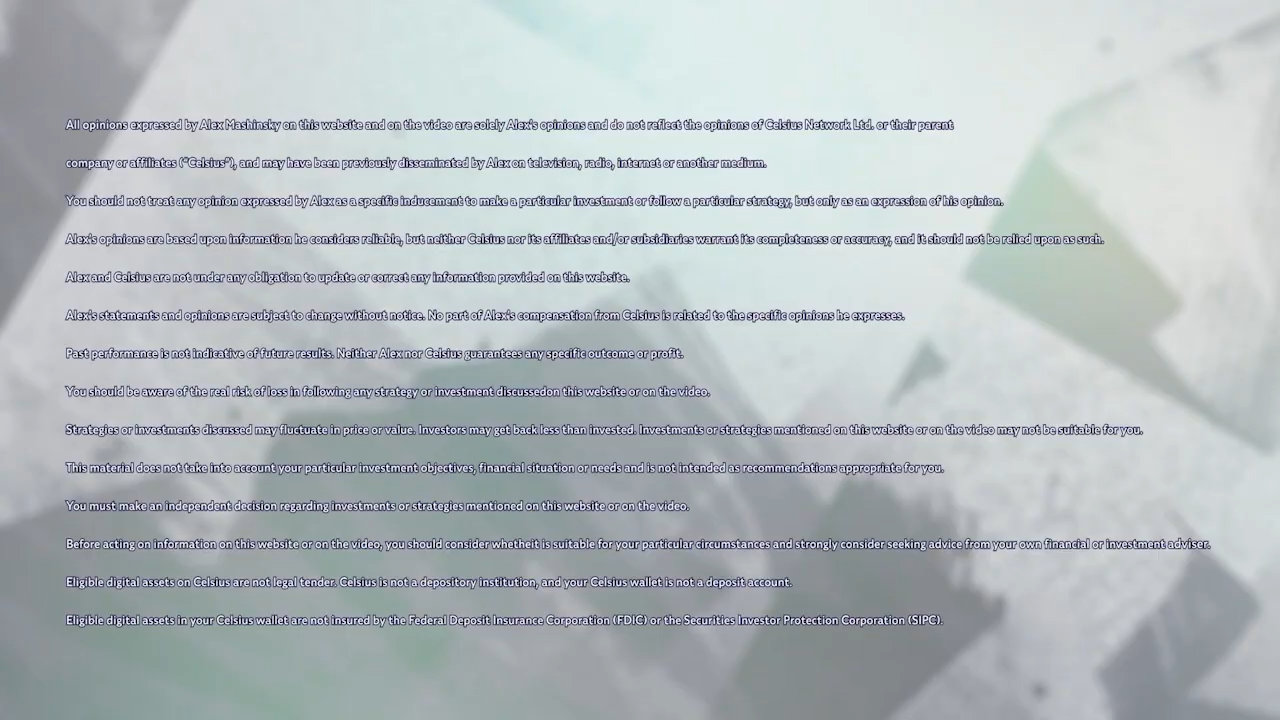 All opinions expressed by Alex Mashinsky on this website and on the video are solely Alex's opinions and do not reflect the opinions of Celsius Network Ltd. or their parent
company or affiliates ("Celsius"), and may have been previously disseminated by Alex on television, radio, internet or another medium.
You should not treat any opinion expressed by Alex as a specific inducement to make a particular investment or follow a particular strategy, but only as an expression of his opinion.
Alex's opinions are based upon information he considers reliable, but neither Celsius nor its affiliates and/or subsidiaries warrant its completeness or accuracy, and it should not be relied upon as such.
Alex and Celsius are not under any obligation to update or correct any information provided on this website.
Alex's statements and opinions are subject to change without notice. No part of Alex's compensation from Celsius is related to the specific opinions he expresses.
Past performance is not indicative of future results. Neither Alex nor Celsius guarantees any specific outcome or profit.
You should be aware of the real risk of loss in following any strategy or investment discussedon this website or on the video.
Strategies or investments discussed may fluctuate in price or value. Investors may get back less than invested. Investments or strategies mentioned on this website or on the video may not be suitable for you.
This material does not take into account your particular investment objectives, financial situation or needs and is not intended as recommendations appropriate for you.
You must make an independent decision regarding investments or strategies mentioned on this website or on the video.
Before acting on information on this website or on the video, you should consider whetheit is suitable for your particular circumstances and strongly consider seeking advice from your own financial or investment adviser.
Eligible digital assets on Celsius are not legal tender. Celsius is not a depository institution, and your Celsius wallet is not a deposit account.
Eligible digital assets in your Celsius wallet are not insured by the Federal Deposit Insurance Corporation (FDIC) or the Securities Investor Protection Corporation (SIPC).